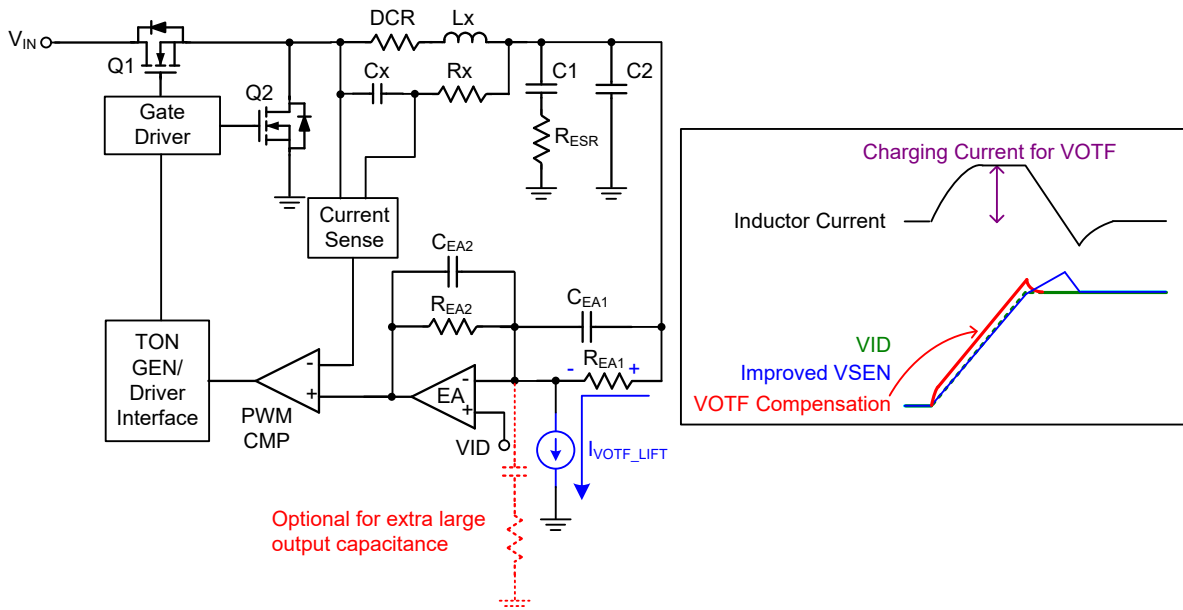 DCR
Lx
VIN
Q1
Cx
Rx
C1
C2
Q2
Gate
Driver
RESR
Current
Sense
CEA2
REA2
CEA1
REA1
TON
GEN/
Driver
Interface
-
+
PWM
CMP
-
+
EA
VID
-
+
IVOTF_LIFT
Optional for extra large
output capacitance
Charging Current for VOTF
Inductor Current
VID
Improved VSEN
VOTF Compensation